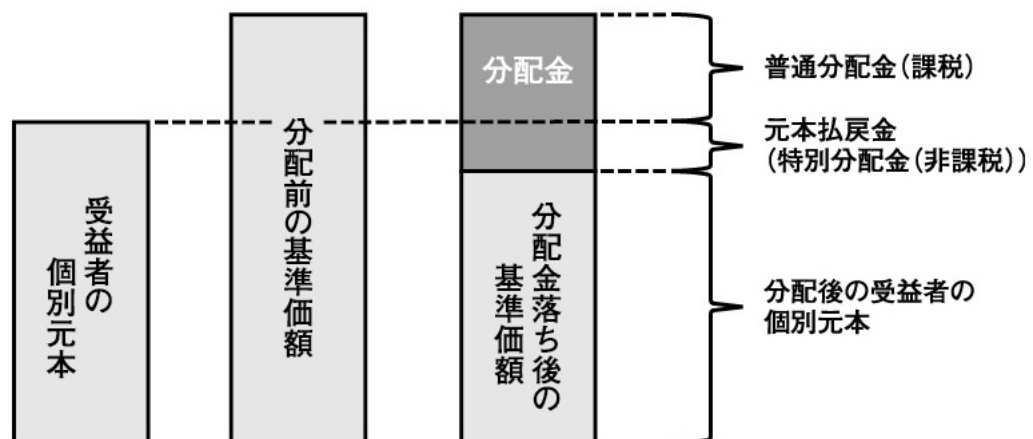 受益者の
個別元本
分配前の基準価額
分配金
分配金落ち後の
基準価額
普通分配金(課税)
元本払戻金
(特別分配金(非課税))
分配後の受益者の
個別元本